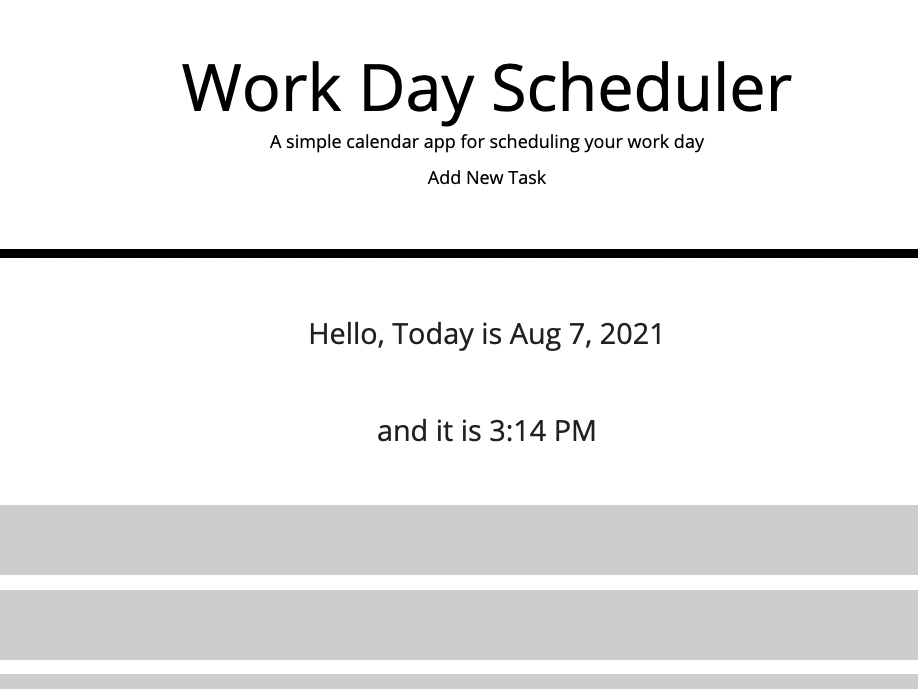 Work Day Scheduler
A simple calendar app for scheduling your work day
Add New Task
Hello, Today is Aug 7, 2021
and it is 3:14 PM